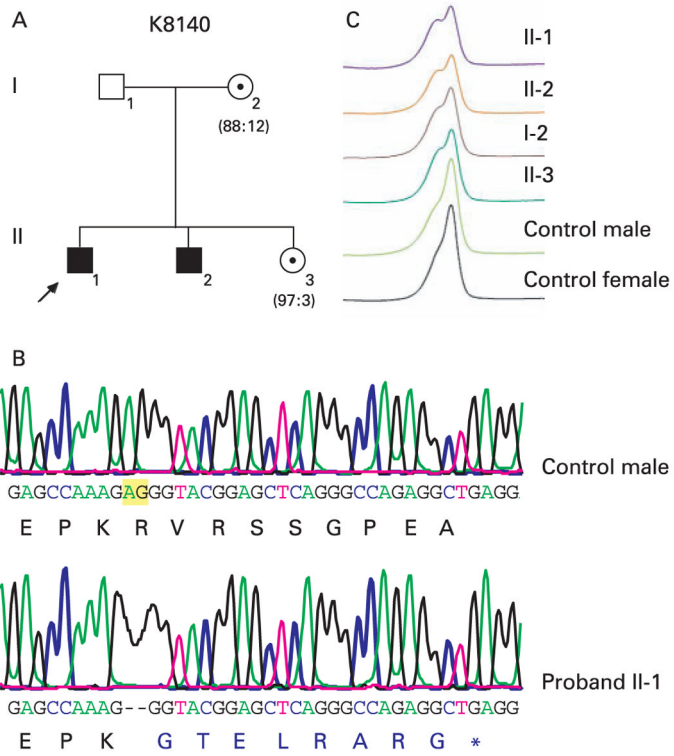 A
K8140
I
1
2
(88:12)
II
1
2
3
(97:3)
C
II-1
II-2
I-2
II-3
Control male
Control female
B
Control male
GAGCCAAAGAGGGTACGGAGCTCAGGGCCAGAGGCTGAGG
E P K R V R S S G P E A
Proband II-1
GAGCCAAAG--GGTACGGAGCTCAGGGCCAGAGGCTGAGG
E P K G T E L R A R G *